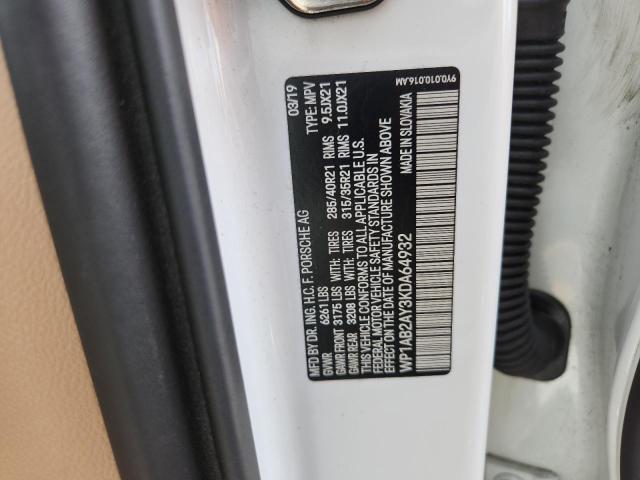 MFD BY DR. ING. H.C. F. PORSCHE AG 03/19
GVWR 6261 LBS TYPE: MPV
GAWR FRONT 3175 LBS WITH: TIRES 285/40R21 RIMS 9.5JX21
GAWR REAR 3208 LBS WITH: TIRES 315/35R21 RIMS 11.0JX21
THIS VEHICLE CONFORMS TO ALL APPLICABLE U.S.
FEDERAL MOTOR VEHICLE SAFETY STANDARDS IN
EFFECT ON THE DATE OF MANUFACTURE SHOWN ABOVE
WP1AB2AY3KDA64932 MADE IN SLOVAKIA
9Y0.010.016.AM